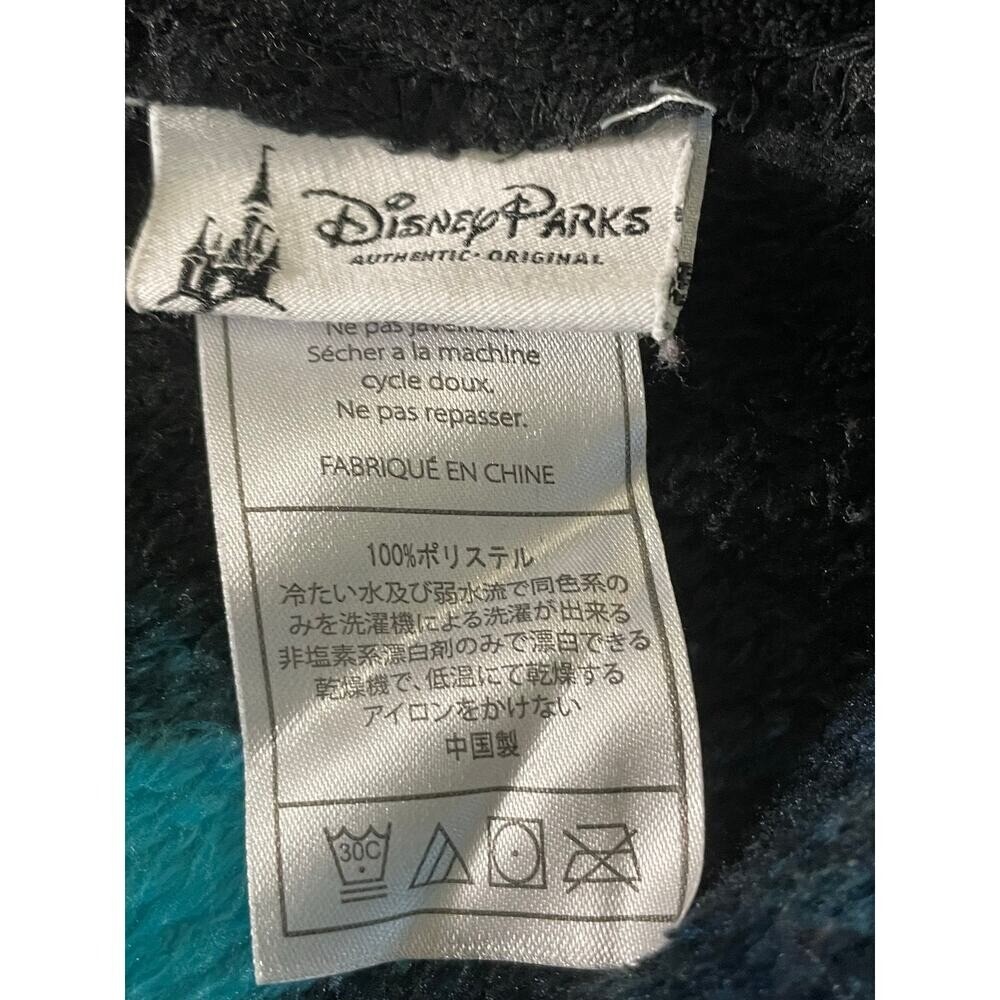 Disney Parks
AUTHENTIC · ORIGINAL
Ne pas
Sécher a la machine
cycle doux.
Ne pas repasser.
FABRIQUÉ EN CHINE
100%ポリステル
冷たい水及び弱水流で同色系の
みを洗濯機による洗濯が出来る
非塩素系漂白剤のみで漂白できる
乾燥機で、低温にて乾燥する
アイロンをかけない
中国製
30C